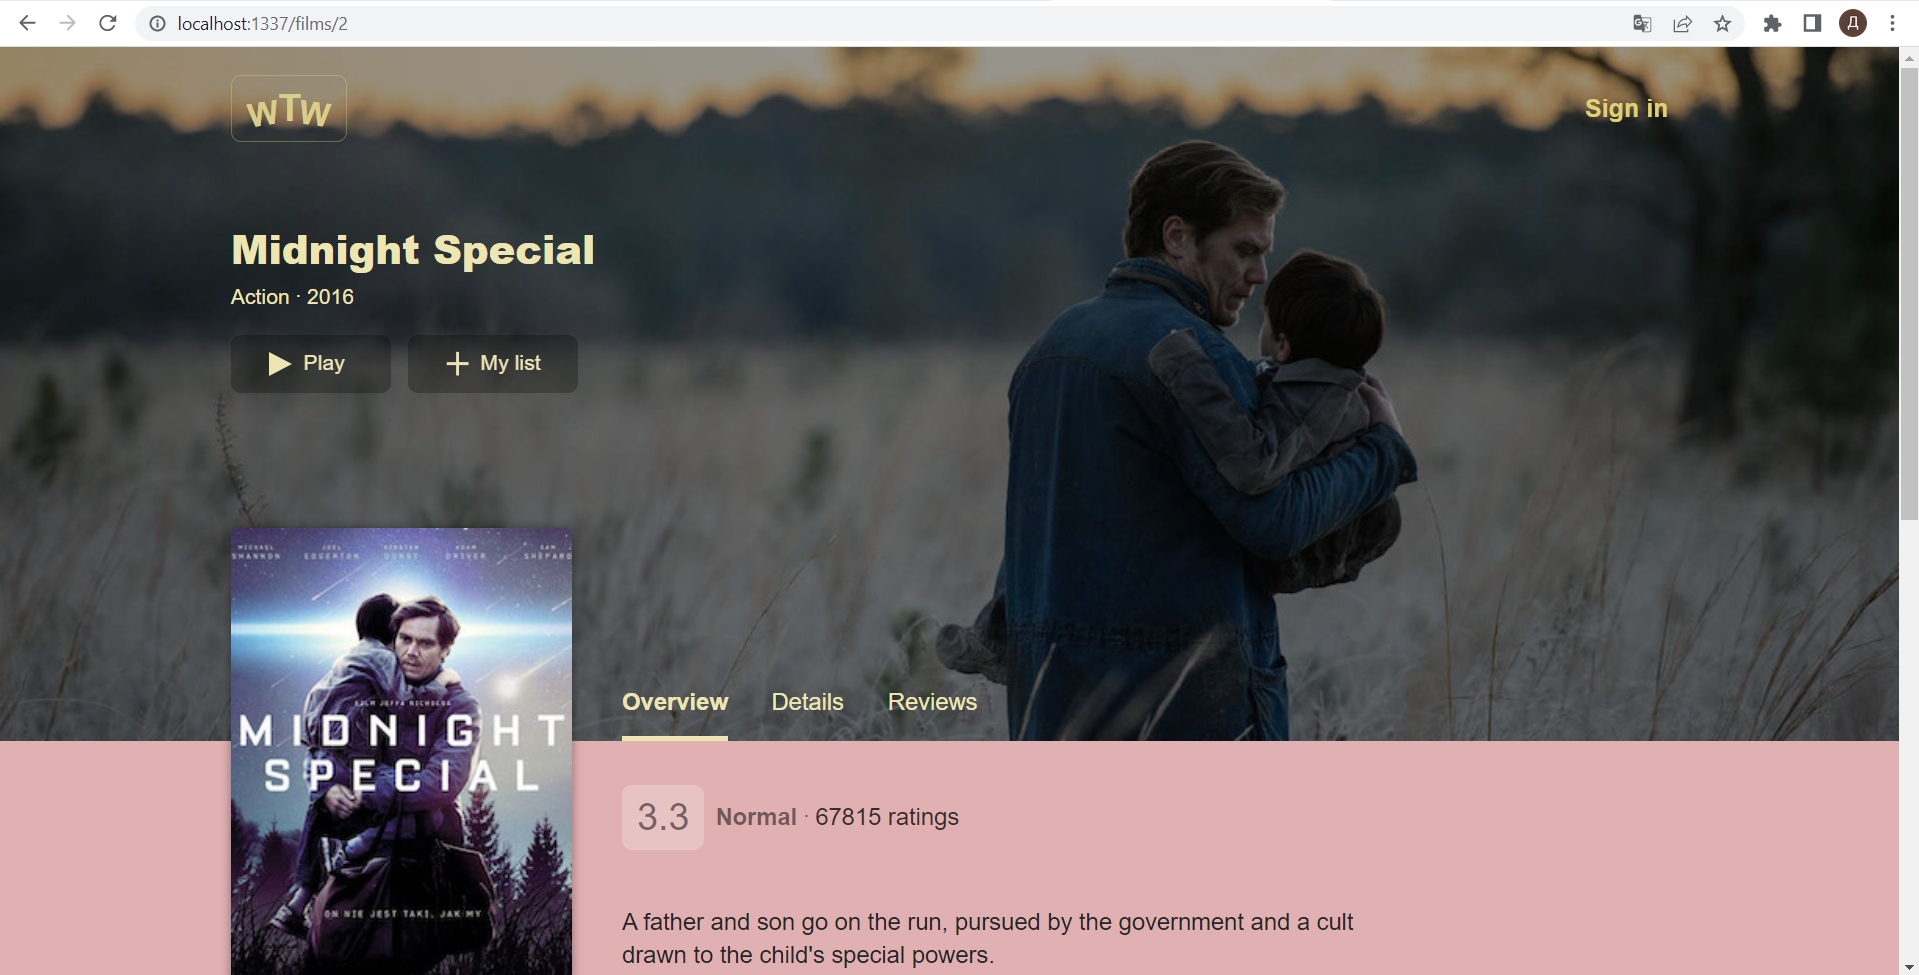 localhost:1337/films/2
Д
WTW
Sign in
Midnight Special
Action · 2016
Play
My list
MICHAEL SHANNON JOEL EDGERTON KIRSTEN DUNST ADAM DRIVER SAM SHEPARD
FILM JEFFA NICHOLSA
MIDNIGHT
SPECIAL
ON NIE JEST TAKI, JAK MY
Overview Details Reviews
3.3 Normal · 67815 ratings
A father and son go on the run, pursued by the government and a cult
drawn to the child's special powers.